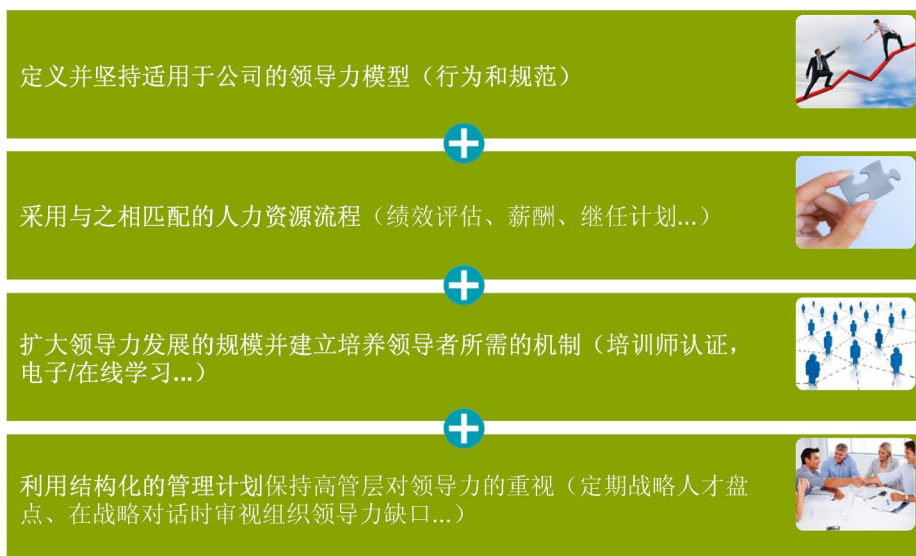 定义并坚持适用于公司的领导力模型（行为和规范）
采用与之相匹配的人力资源流程（绩效评估、薪酬、继任计划...）
扩大领导力发展的规模并建立培养领导者所需的机制（培训师认证，
电子/在线学习...）
利用结构化的管理计划保持高管层对领导力的重视（定期战略人才盘
点、在战略对话时审视组织领导力缺口...）